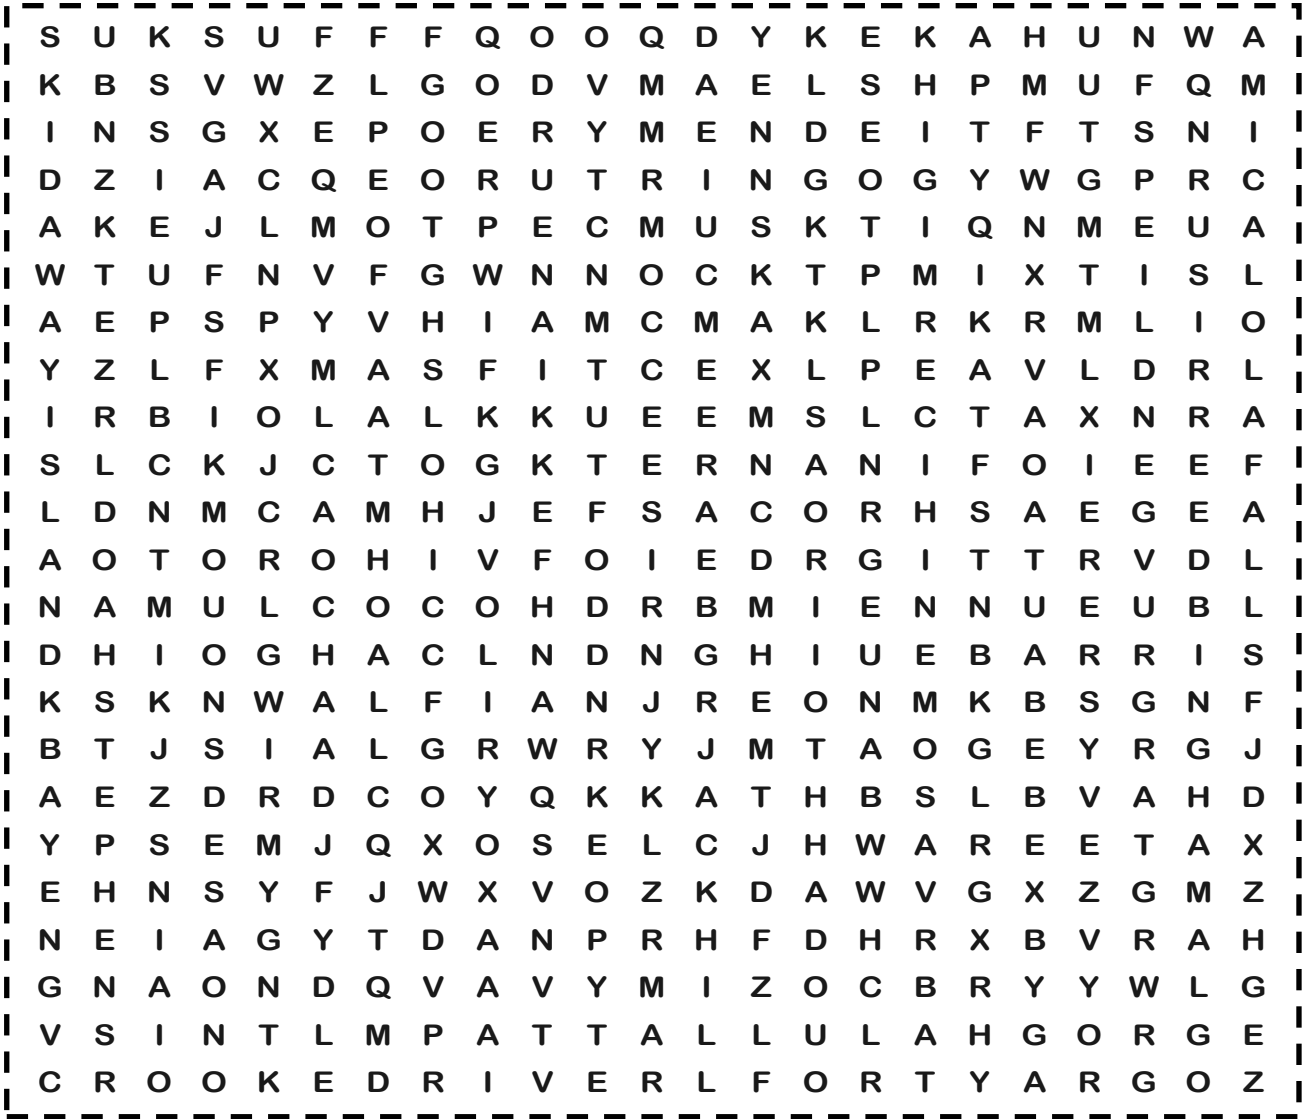 S U K S U F F F Q O O Q D Y K E K A H U N W A
K B S V W Z L G O D V M A E L S H P M U F Q M
I N S G X E P O E R Y M E N D E I T F T S N I
D Z I A C Q E O R U T R I N G O G Y W G P R C
A K E J L M O T P E C M U S K T I Q N M E U A
W T U F N V F G W N N O C K T P M I X T I S L
A E P S P Y V H I A M C M A K L R K R M L I O
Y Z L F X M A S F I T C E X L P E A V L D R L
I R B I O L A L K K U E E M S L C T A X N R A
S L C K J C T O G K T E R N A N I F O I E E F
L D N M C A M H J E F S A C O R H S A E G E A
A O T O R O H I V F O I E D R G I T T R V D L
N A M U L C O C O H D R B M I E N N U E U B L
D H I O G H A C L N D N G H I U E B A R R I S
K S K N W A L F I A N J R E O N M K B S G N F
B T J S I A L G R W R Y J M T A O G E Y R G J
A E Z D R D C O Y Q K K A T H B S L B V A H D
Y P S E M J Q X O S E L C J H W A R E E T A X
E H N S Y F J W X V O Z K D A W V G X Z G M Z
N E I A G Y T D A N P R H F D H R X B V R A H
G N A O N D Q V A V Y M I Z O C B R Y Y W L G
V S I N T L M P A T T A L L U L A H G O R G E
C R O O K E D R I V E R L F O R T Y A R G O Z